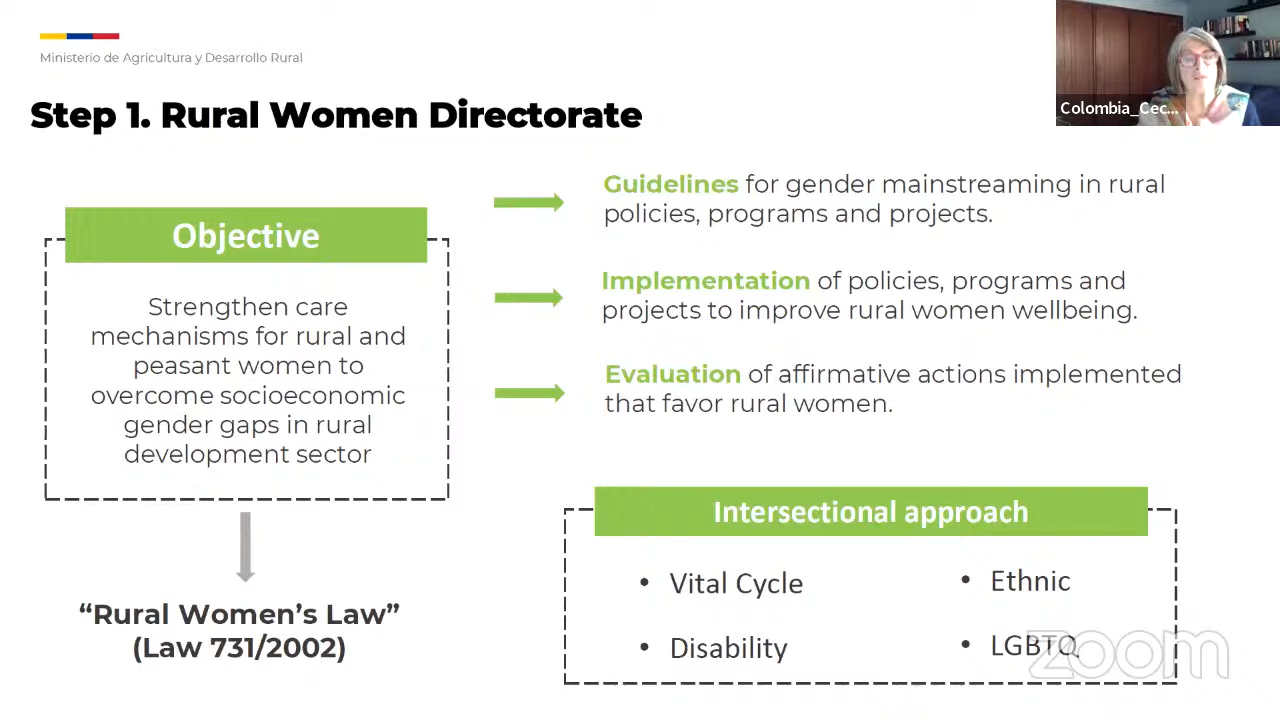 Ministerio de Agricultura y Desarrollo Rural
Colombia_Cec...
Step 1. Rural Women Directorate
Objective
Strengthen care
mechanisms for rural and
peasant women to
overcome socioeconomic
gender gaps in rural
development sector
“Rural Women’s Law”
(Law 731/2002)
Guidelines for gender mainstreaming in rural
policies, programs and projects.
Implementation of policies, programs and
projects to improve rural women wellbeing.
Evaluation of affirmative actions implemented
that favor rural women.
Intersectional approach
• Vital Cycle
• Ethnic
• Disability
• LGBTQ
zoom